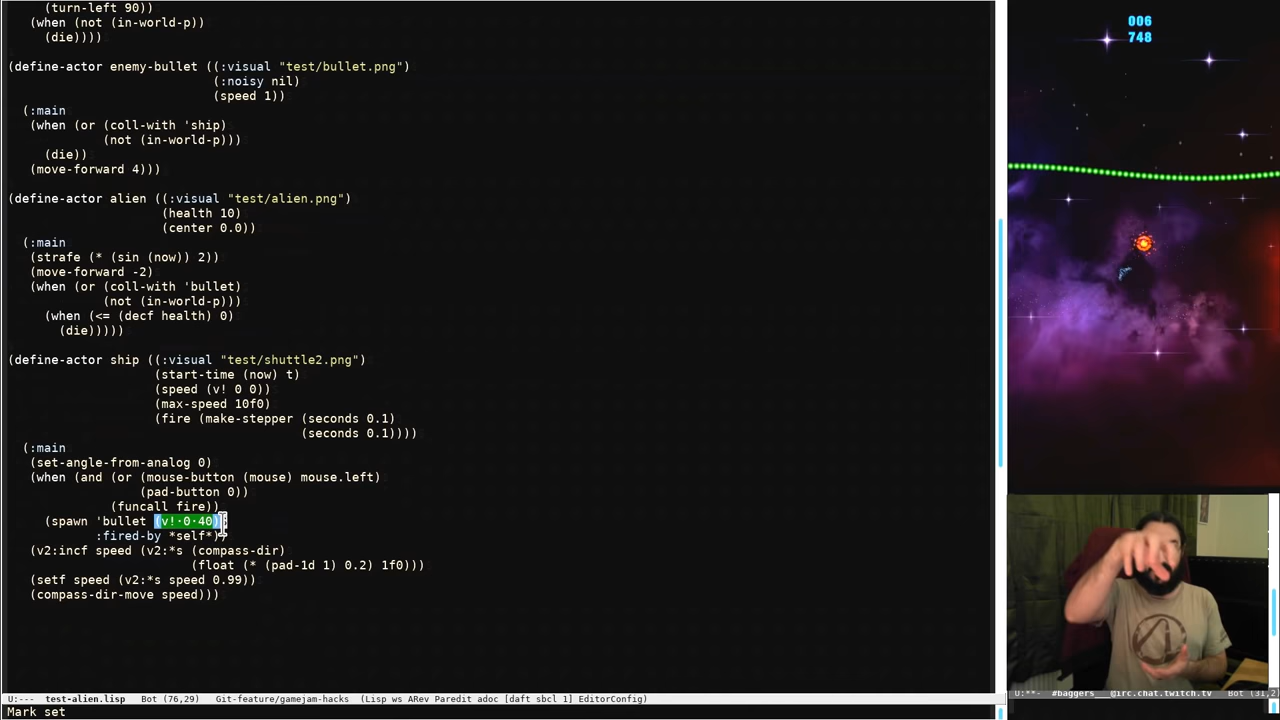 (turn-left 90))
(when (not (in-world-p))
(die))))
(define-actor enemy-bullet ((:visual "test/bullet.png")
(:noisy nil)
(speed 1))
(:main
(when (or (coll-with 'ship)
(not (in-world-p)))
(die))
(move-forward 4)))
(define-actor alien ((:visual "test/alien.png")
(health 10)
(center 0.0))
(:main
(strafe (* (sin (now)) 2))
(move-forward -2)
(when (or (coll-with 'bullet)
(not (in-world-p)))
(when (<= (decf health) 0)
(die)))))
(define-actor ship ((:visual "test/shuttle2.png")
(start-time (now) t)
(speed (v! 0 0))
(max-speed 10f0)
(fire (make-stepper (seconds 0.1)
(seconds 0.1))))
(:main
(set-angle-from-analog 0)
(when (and (or (mouse-button (mouse) mouse.left)
(pad-button 0))
(funcall fire))
(spawn 'bullet (v!·0·40)
:fired-by *self*))
(v2:incf speed (v2:*s (compass-dir)
(float (* (pad-1d 1) 0.2) 1f0)))
(setf speed (v2:*s speed 0.99))
(compass-dir-move speed)))
U:--- test-alien.lisp Bot (76,29) Git-feature/gamejam-hacks (Lisp ws ARev Paredit adoc [daft sbcl 1] EditorConfig)
Mark set
006
748
U:**- #baggers___@irc.chat.twitch.tv Bot (31,2